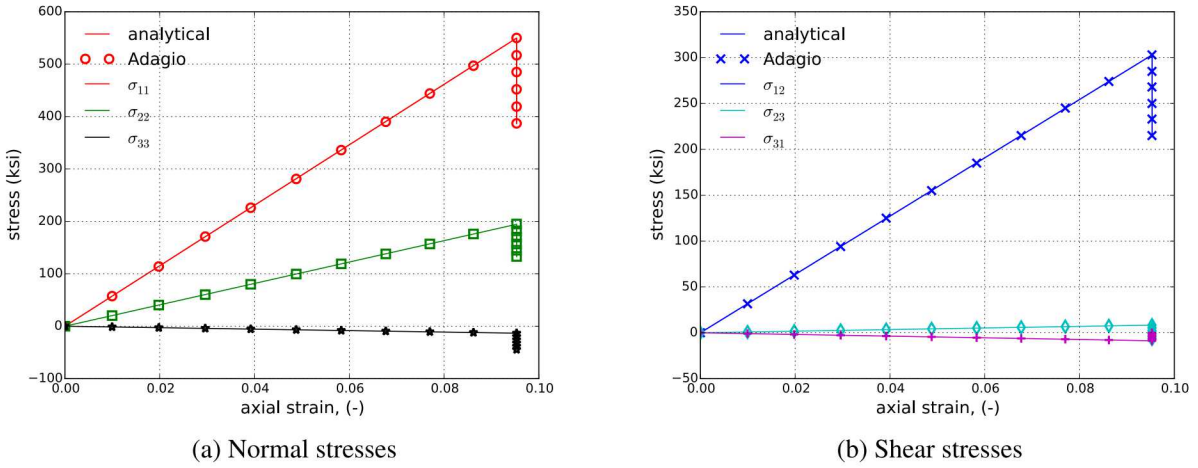 600
500
400
300
200
100
0
−100
stress (ksi)
analytical
Adagio
σ11
σ22
σ33
0.00 0.02 0.04 0.06 0.08 0.10
axial strain, (-)
(a) Normal stresses
350
300
250
200
150
100
50
0
−50
stress (ksi)
analytical
Adagio
σ12
σ23
σ31
0.00 0.02 0.04 0.06 0.08 0.10
axial strain, (-)
(b) Shear stresses